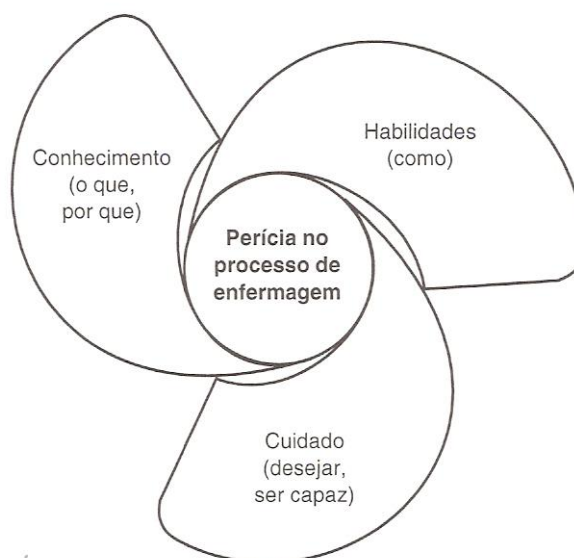 Conhecimento
(o que,
por que)
Habilidades
(como)
Perícia no
processo de
enfermagem
Cuidado
(desejar,
ser capaz)